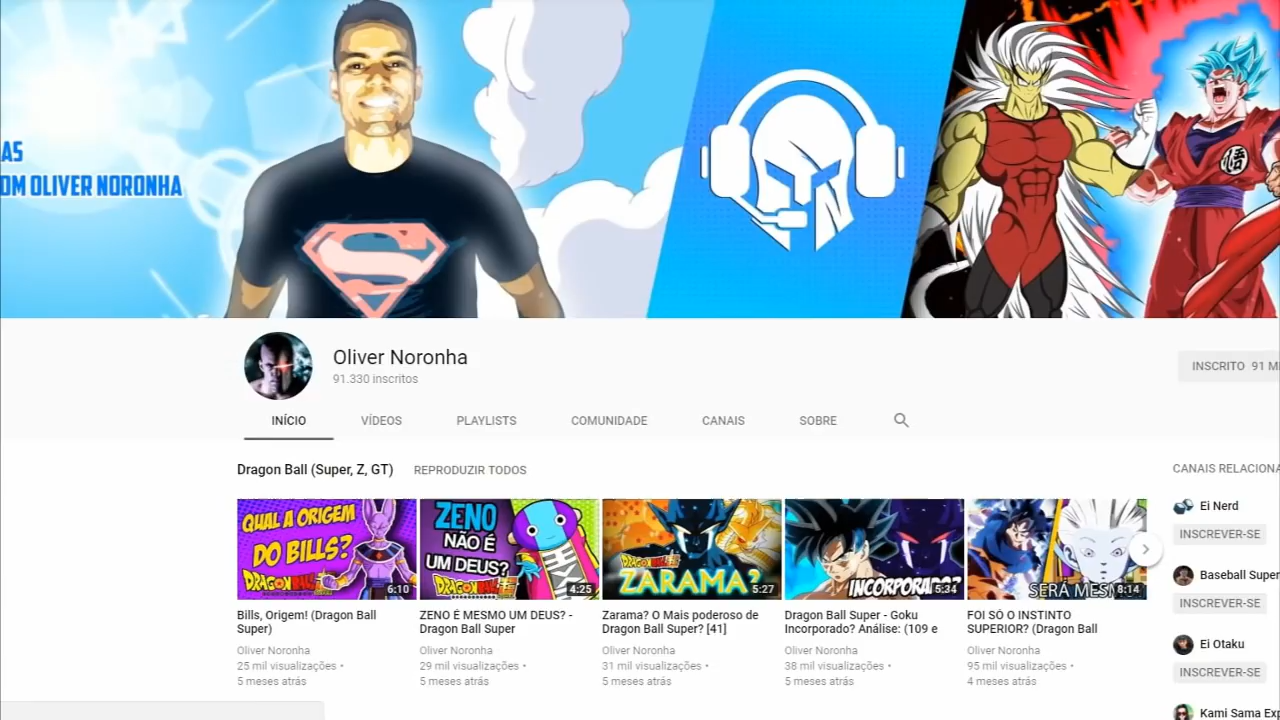 AS
OM OLIVER NORONHA
Oliver Noronha
91.330 inscritos
INSCRITO 91 MI
INÍCIO VÍDEOS PLAYLISTS COMUNIDADE CANAIS SOBRE
Dragon Ball (Super, Z, GT) REPRODUZIR TODOS
QUAL A ORIGEM
DO BILLS?
DRAGON BALL
6:10
Bills, Origem! (Dragon Ball
Super)
Oliver Noronha
25 mil visualizações •
5 meses atrás
ZENO
NÃO É
UM DEUS?
DRAGON BALL
4:25
ZENO É MESMO UM DEUS? -
Dragon Ball Super
Oliver Noronha
29 mil visualizações •
5 meses atrás
DRAGON BALL
ZARAMA?
5:27
Zarama? O Mais poderoso de
Dragon Ball Super? [41]
Oliver Noronha
31 mil visualizações •
5 meses atrás
INCORPORADO?
5:34
Dragon Ball Super - Goku
Incorporado? Análise: (109 e
Oliver Noronha
38 mil visualizações •
5 meses atrás
SERÁ MESM
8:14
FOI SÓ O INSTINTO
SUPERIOR? (Dragon Ball
Oliver Noronha
95 mil visualizações •
4 meses atrás
CANAIS RELACIONA
Ei Nerd
INSCREVER-SE
Baseball Super
INSCREVER-SE
Ei Otaku
INSCREVER-SE
Kami Sama Exp